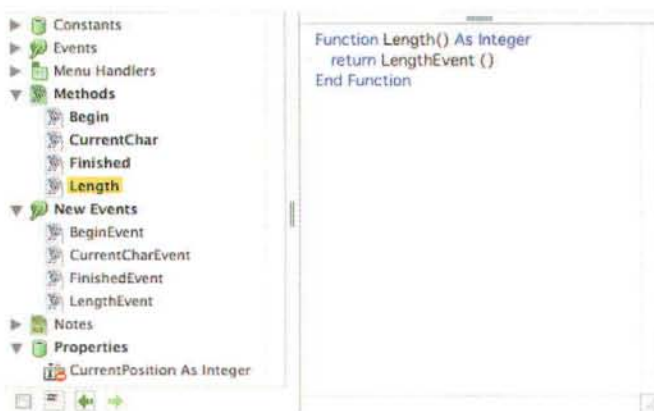 Constants
Events
Menu Handlers
Methods
Begin
CurrentChar
Finished
Length
New Events
BeginEvent
CurrentCharEvent
FinishedEvent
LengthEvent
Notes
Properties
CurrentPosition As Integer
Function Length() As Integer
return LengthEvent ()
End Function